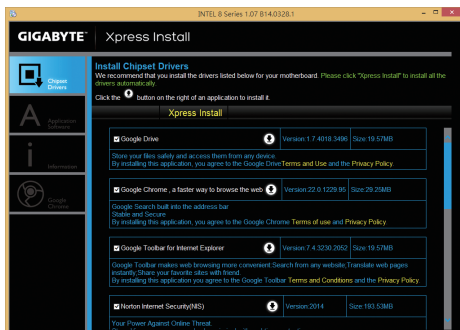 INTEL 8 Series 1.07 B14.0328.1
GIGABYTE™ Xpress Install
Install Chipset Drivers
We recommend that you install the drivers listed below for your motherboard. Please click "Xpress Install" to install all the
drivers automatically.
Click the button on the right of an application to install it.
Xpress Install
Chipset
Drivers
Application
Software
Information
Google
Chrome
Google Drive Version:1.7.4018.3496 Size:19.57MB
Store your files safely and access them from any device.
By installing this application, you agree to the Google DriveTerms and Use and the Privacy Policy.
Google Chrome , a faster way to browse the web Version:22.0.1229.95 Size:29.25MB
Google Search built into the address bar
Stable and Secure
By installing this application, you agree to the Google Chrome Terms of use and Privacy Policy.
Google Toolbar for Internet Explorer Version:7.4.3230.2052 Size:19.57MB
Google Toolbar makes web browsing more convenient.Search from any website;Translate web pages
instantly;Share your favorite sites with friend.
By installing this application you agree to the Google Toolbar Terms and Conditions and the Privacy Policy.
Norton Internet Security(NIS) Version:2014 Size:193.53MB
Your Power Against Online Threat.